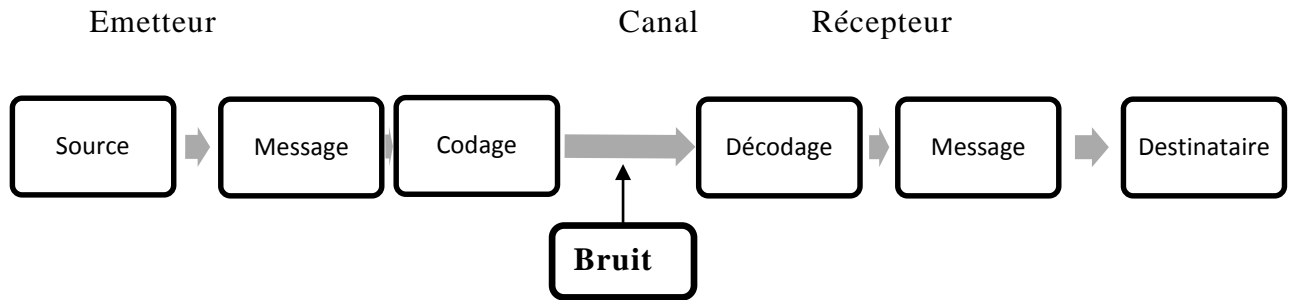 Emetteur Canal Récepteur
Source Message Codage Décodage Message Destinataire
Bruit